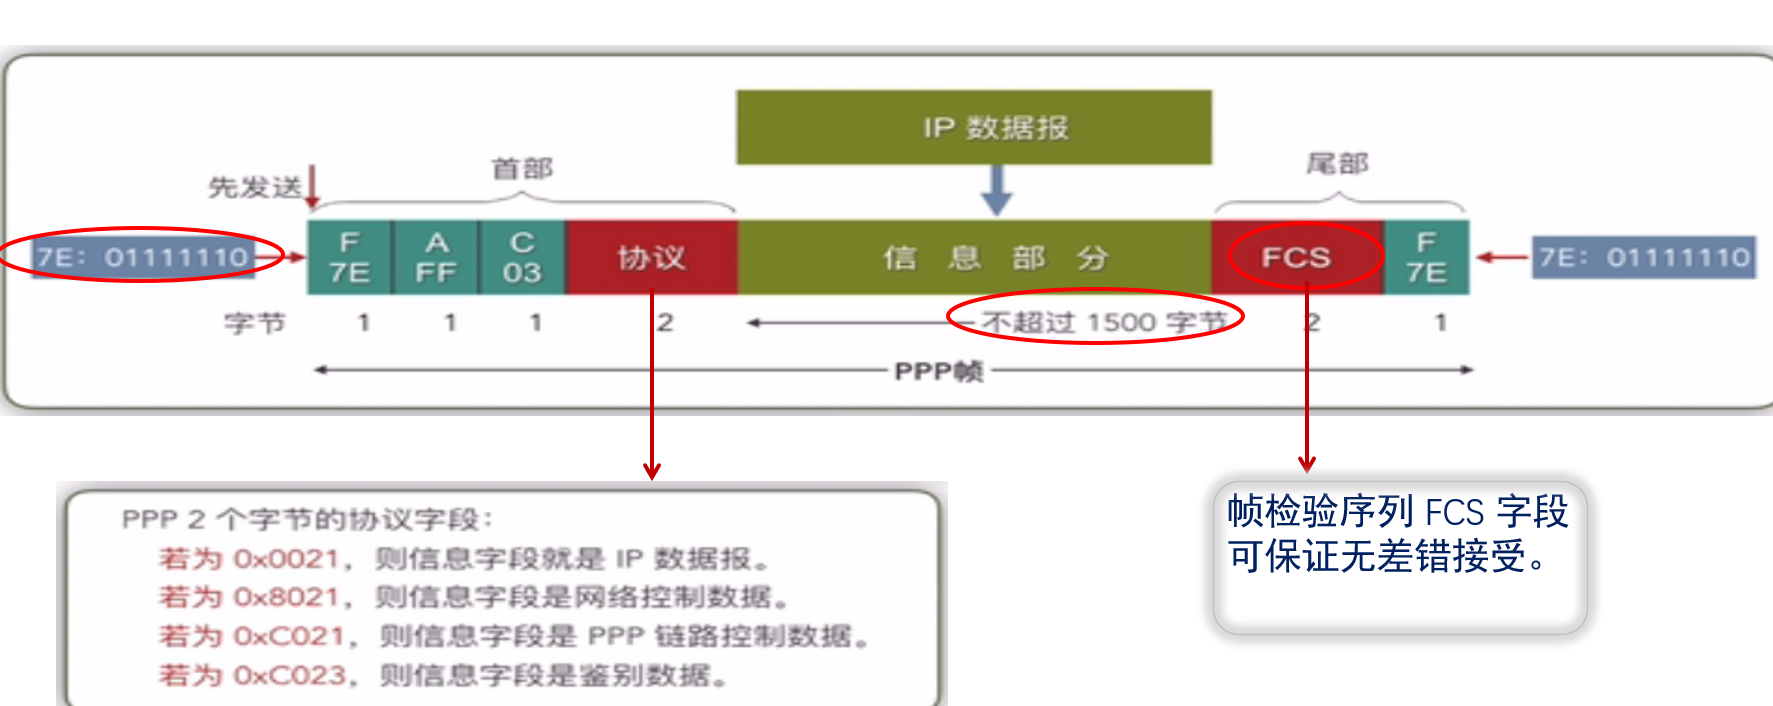 IP 数据报
先发送
首部
尾部
7E：01111110
F
7E
A
FF
C
03
协议
信 息 部 分
FCS
F
7E
7E：01111110
字节
1
1
1
2
不超过 1500 字节
2
1
PPP帧
PPP 2 个字节的协议字段：
若为 0x0021，则信息字段就是 IP 数据报。
若为 0x8021，则信息字段是网络控制数据。
若为 0xC021，则信息字段是 PPP 链路控制数据。
若为 0xC023，则信息字段是鉴别数据。
帧检验序列 FCS 字段
可保证无差错接受。